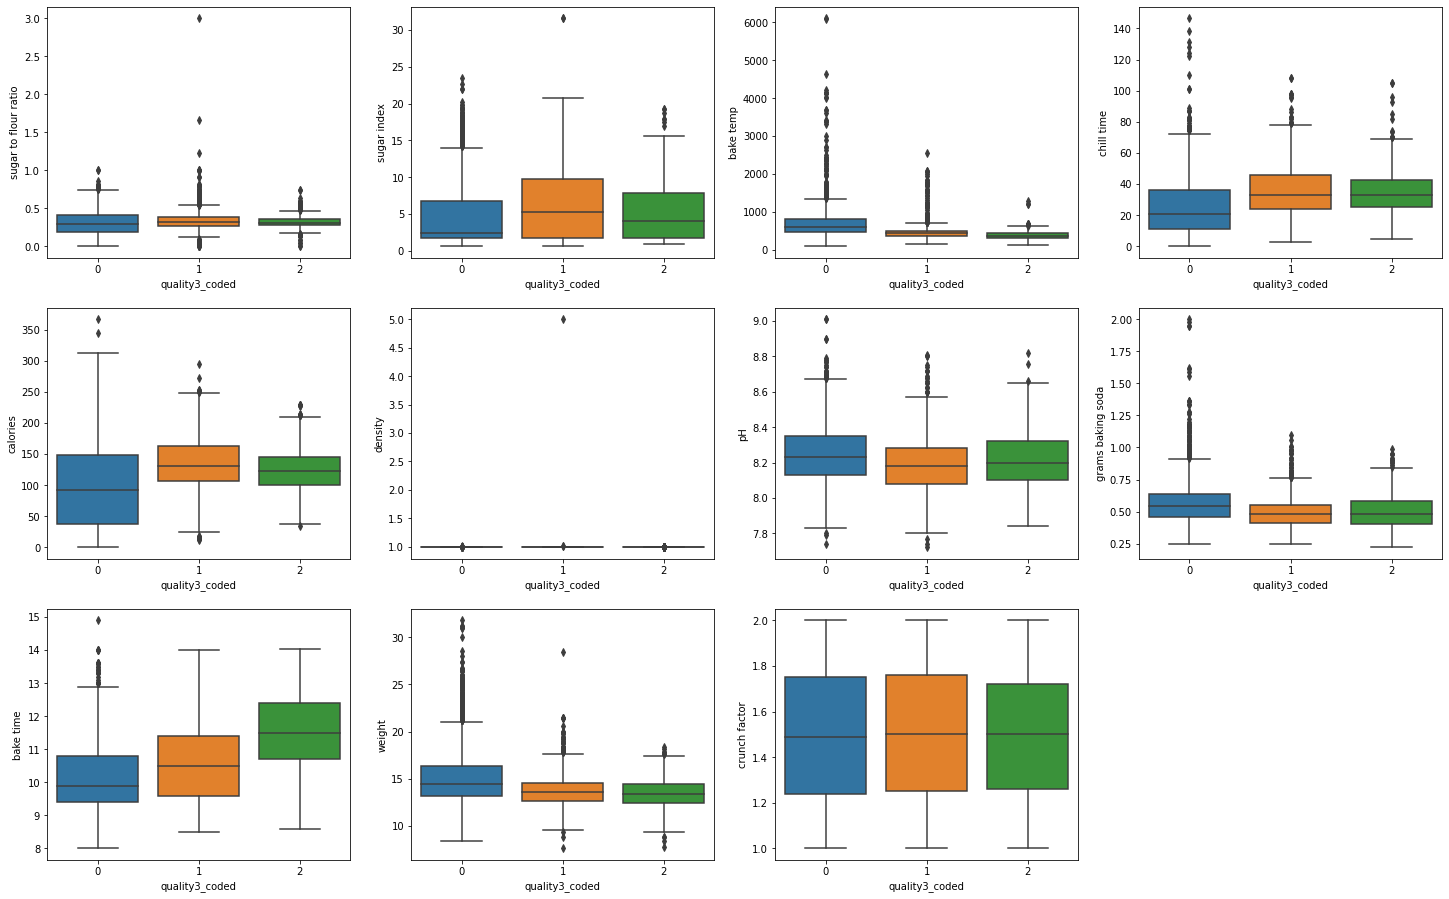 sugar to flour ratio
3.0
2.5
2.0
1.5
1.0
0.5
0.0
0 1 2
quality3_coded
sugar index
30
25
20
15
10
5
0
0 1 2
quality3_coded
bake temp
6000
5000
4000
3000
2000
1000
0
0 1 2
quality3_coded
chill time
140
120
100
80
60
40
20
0
0 1 2
quality3_coded
calories
350
300
250
200
150
100
50
0
0 1 2
quality3_coded
density
5.0
4.5
4.0
3.5
3.0
2.5
2.0
1.5
1.0
0 1 2
quality3_coded
pH
9.0
8.8
8.6
8.4
8.2
8.0
7.8
0 1 2
quality3_coded
grams baking soda
2.00
1.75
1.50
1.25
1.00
0.75
0.50
0.25
0 1 2
quality3_coded
bake time
15
14
13
12
11
10
9
8
0 1 2
quality3_coded
weight
30
25
20
15
10
0 1 2
quality3_coded
crunch factor
2.0
1.8
1.6
1.4
1.2
1.0
0 1 2
quality3_coded